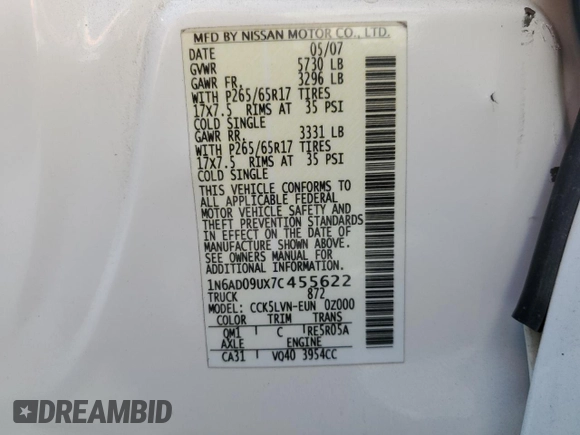 MFD BY NISSAN MOTOR CO., LTD.
DATE 05/07
GVWR 5730 LB
GAWR FR. 3296 LB
WITH P265/65R17 TIRES
17X7.5 RIMS AT 35 PSI
COLD SINGLE
GAWR RR. 3331 LB
WITH P265/65R17 TIRES
17X7.5 RIMS AT 35 PSI
COLD SINGLE
THIS VEHICLE CONFORMS TO
ALL APPLICABLE FEDERAL
MOTOR VEHICLE SAFETY AND
THEFT PREVENTION STANDARDS
IN EFFECT ON THE DATE OF
MANUFACTURE SHOWN ABOVE.
SEE OWNER'S MANUAL FOR
ADDITIONAL INFORMATION.
1N6AD09UX7C455622
TRUCK 872
MODEL: CCK5LVN-EUN 0Z000
COLOR TRIM TRANS
QM1 C RE5R05A
AXLE ENGINE
CA31 VQ40 3954CC
DREAMBID